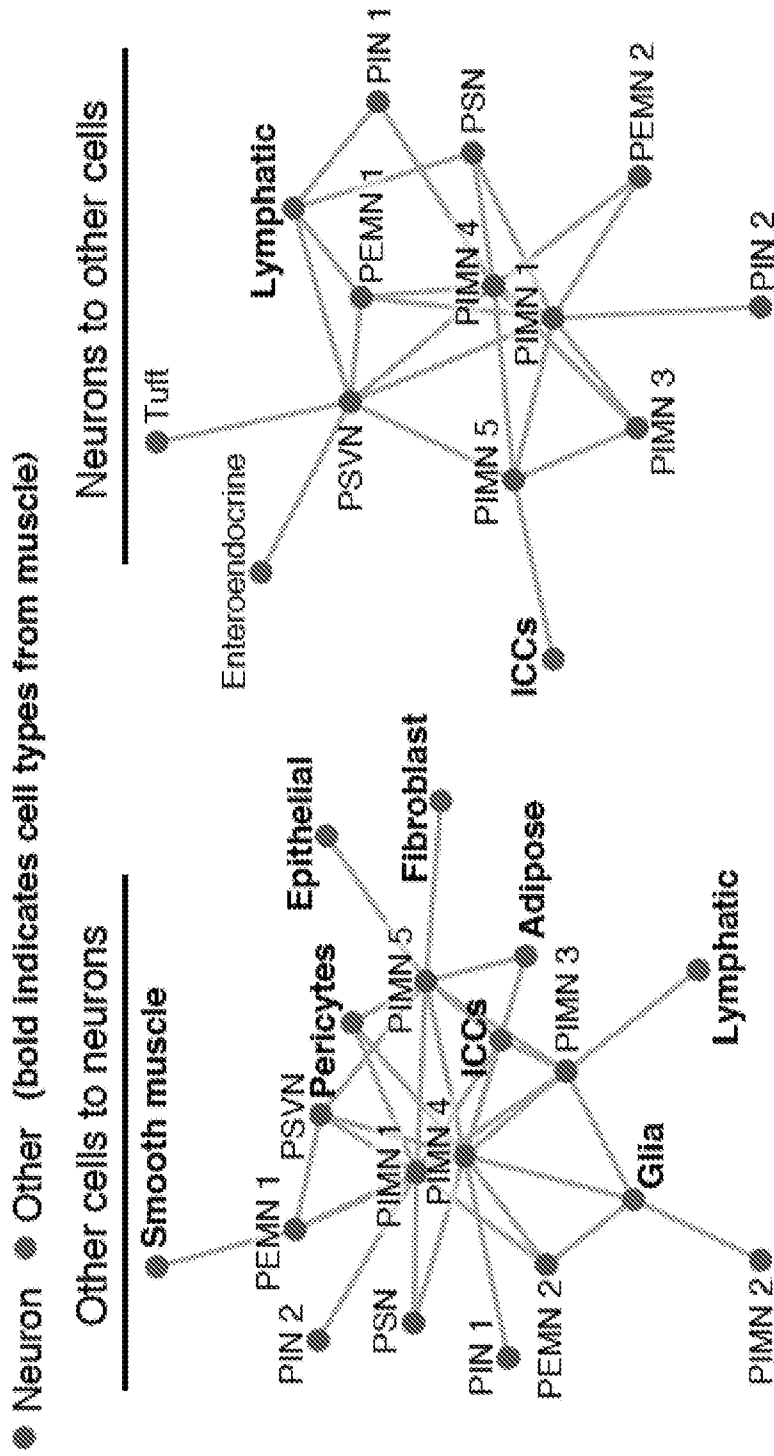 Neuron Other (bold indicates cell types from muscle)
Other cells to neurons
Smooth muscle
PEMN 1
PSVN
Pericytes
Epithelial
PIN 2
PIMN 1
PIMN 5
Fibroblast
PSN
PIMN 4
ICCs
Adipose
PIN 1
PEMN 2
PIMN 3
Glia
Lymphatic
PIMN 2
Neurons to other cells
Tuft
Enteroendocrine
Lymphatic
PSVN
PEMN 1
PIN 1
PIMN 4
PSN
PIMN 5
PIMN 1
ICCs
PIMN 3
PEMN 2
PIN 2